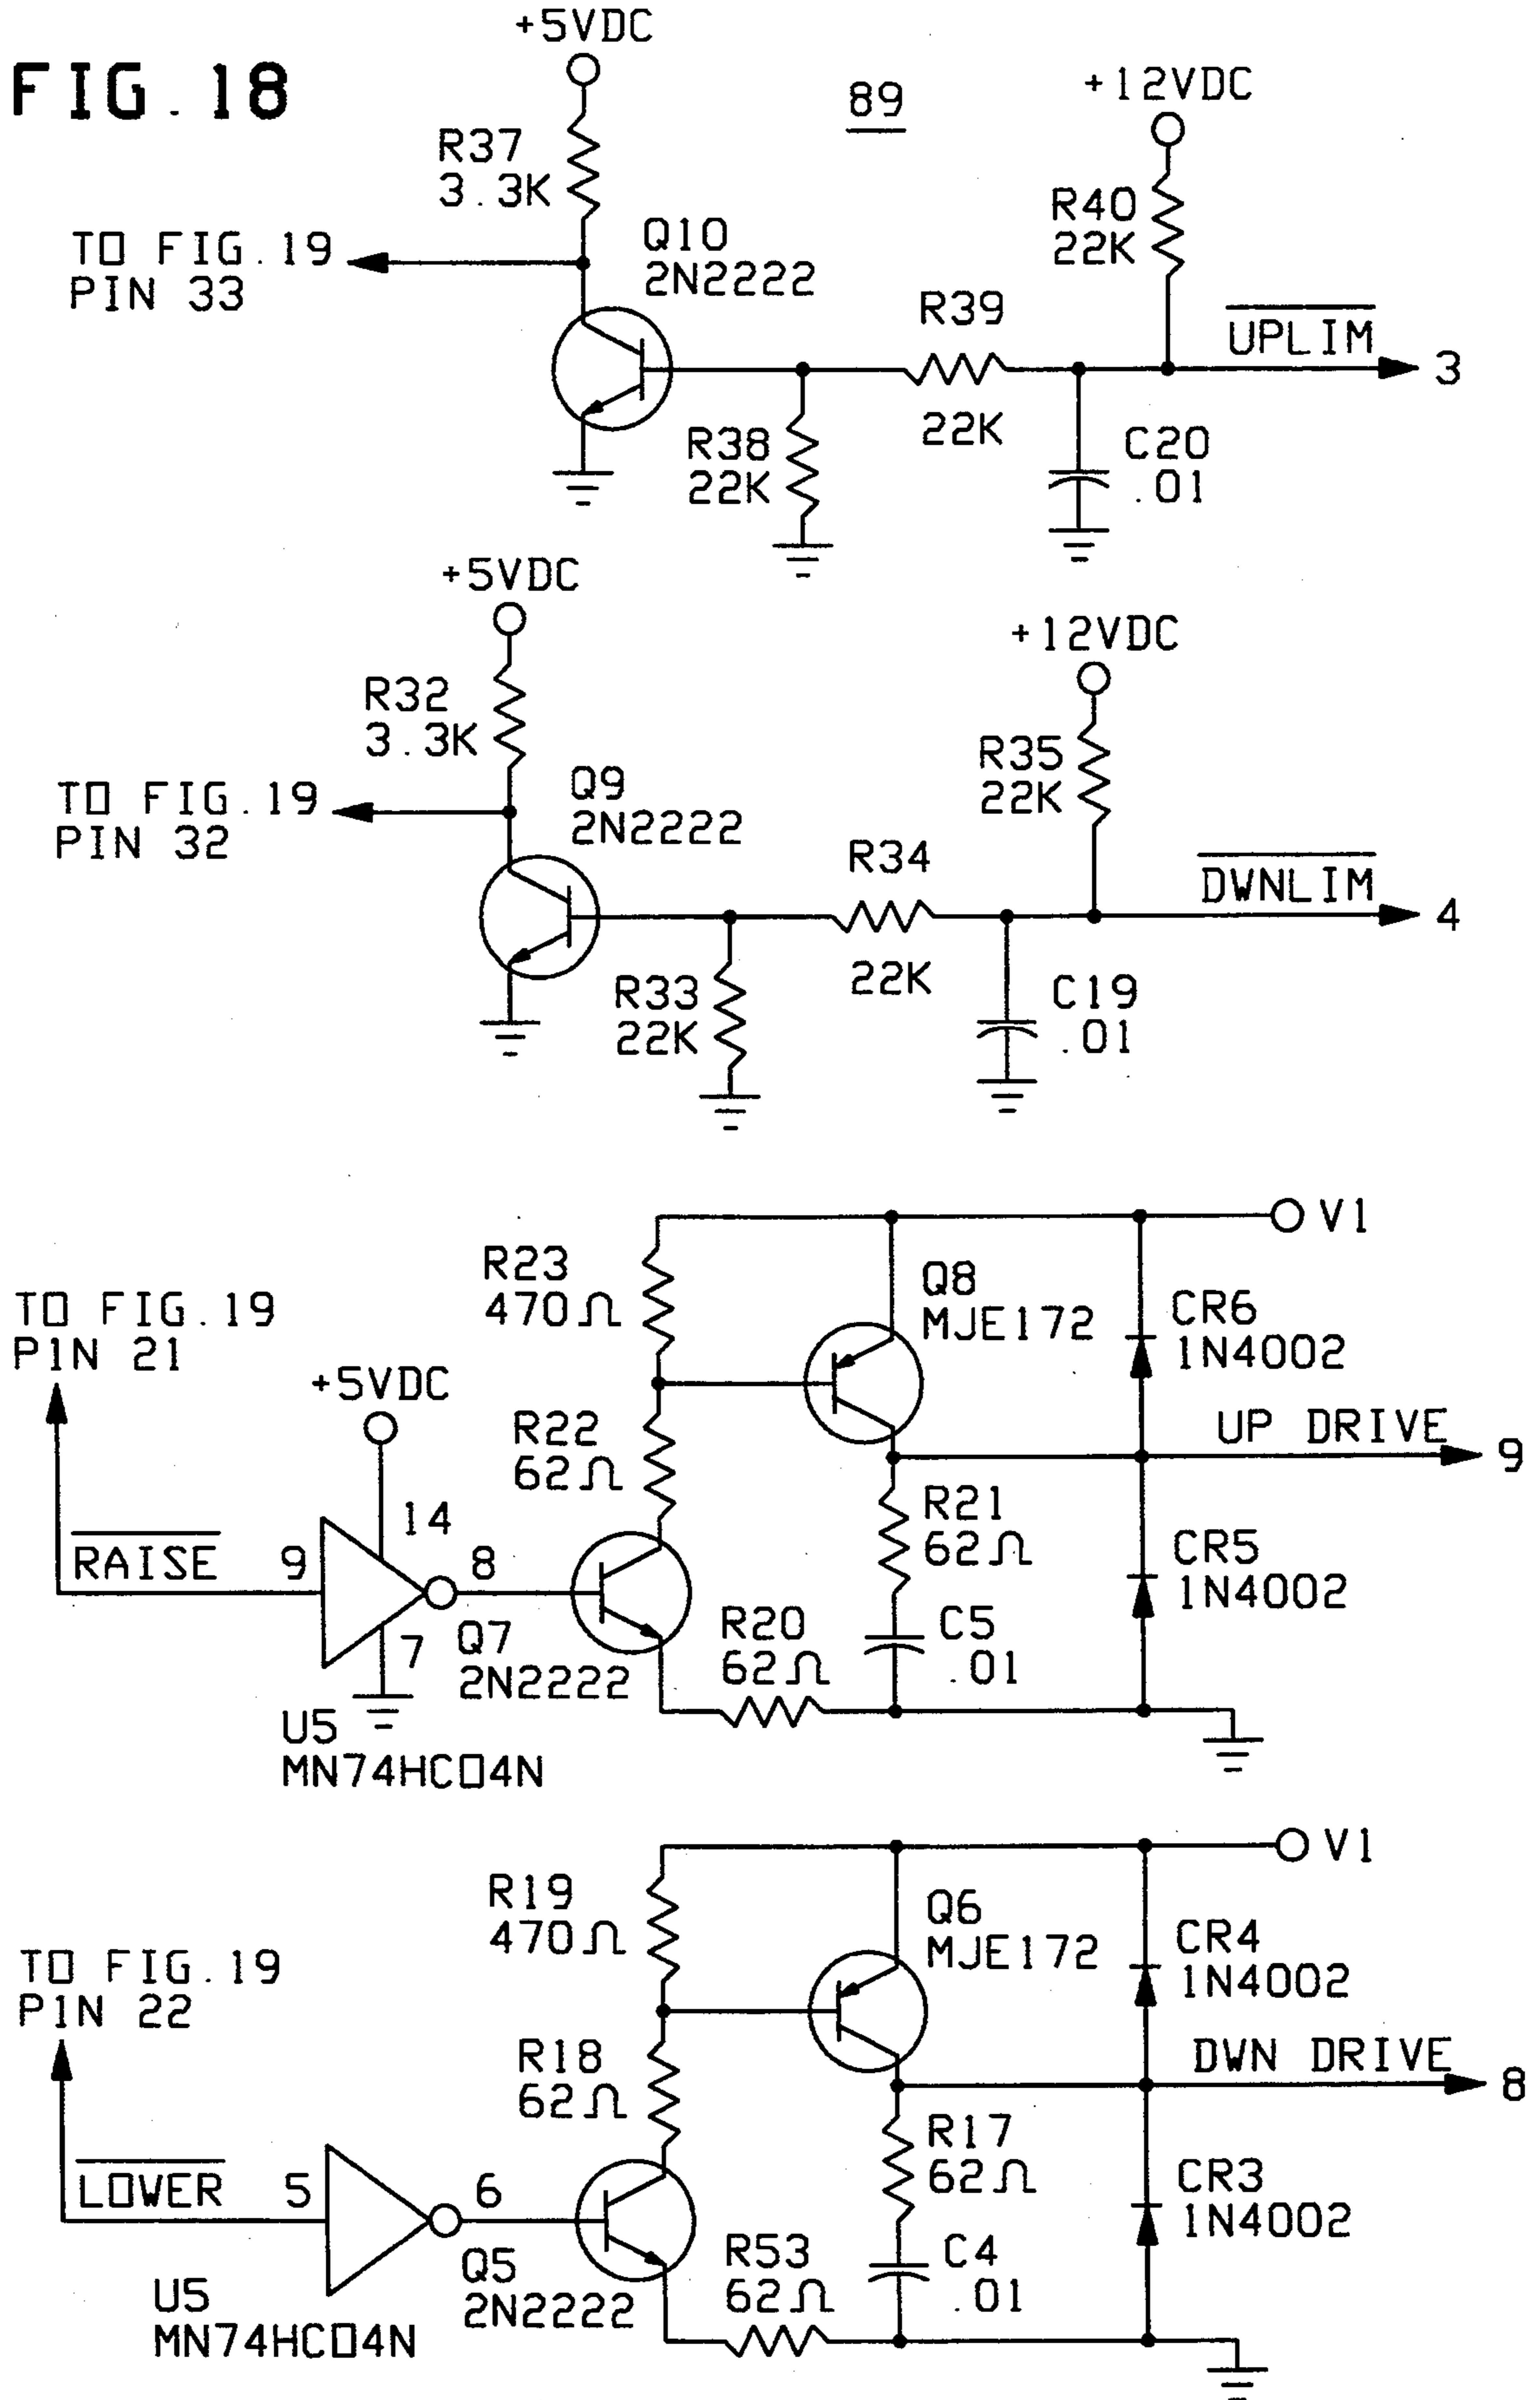 FIG. 18
+5VDC
89
+12VDC
R37
3.3K
R40
22K
TO FIG. 19
PIN 33
Q10
2N2222
R39
22K
UPLIM
3
R38
22K
C20
.01
+5VDC
+12VDC
R32
3.3K
R35
22K
TO FIG. 19
PIN 32
Q9
2N2222
R34
22K
DWNLIM
4
R33
22K
C19
.01
V1
R23
470Ω
Q8
MJE172
CR6
1N4002
TO FIG. 19
PIN 21
+5VDC
R22
62Ω
UP DRIVE
9
RAISE
9
14
8
7
R21
62Ω
CR5
1N4002
Q7
2N2222
R20
62Ω
C5
.01
U5
MN74HC04N
V1
R19
470Ω
Q6
MJE172
CR4
1N4002
TO FIG. 19
PIN 22
R18
62Ω
DWN DRIVE
8
LOWER
5
6
R17
62Ω
CR3
1N4002
Q5
2N2222
R53
62Ω
C4
.01
U5
MN74HC04N